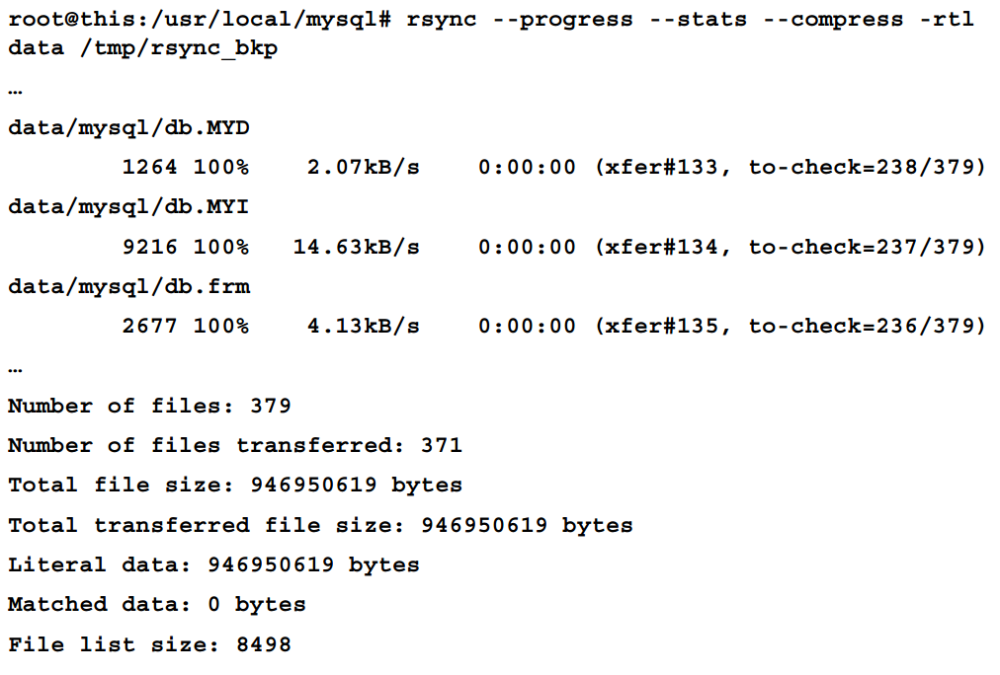 root@this:/usr/local/mysql# rsync --progress --stats --compress -rtl
data /tmp/rsync_bkp
…
data/mysql/db.MYD
1264 100% 2.07kB/s 0:00:00 (xfer#133, to-check=238/379)
data/mysql/db.MYI
9216 100% 14.63kB/s 0:00:00 (xfer#134, to-check=237/379)
data/mysql/db.frm
2677 100% 4.13kB/s 0:00:00 (xfer#135, to-check=236/379)
…
Number of files: 379
Number of files transferred: 371
Total file size: 946950619 bytes
Total transferred file size: 946950619 bytes
Literal data: 946950619 bytes
Matched data: 0 bytes
File list size: 8498